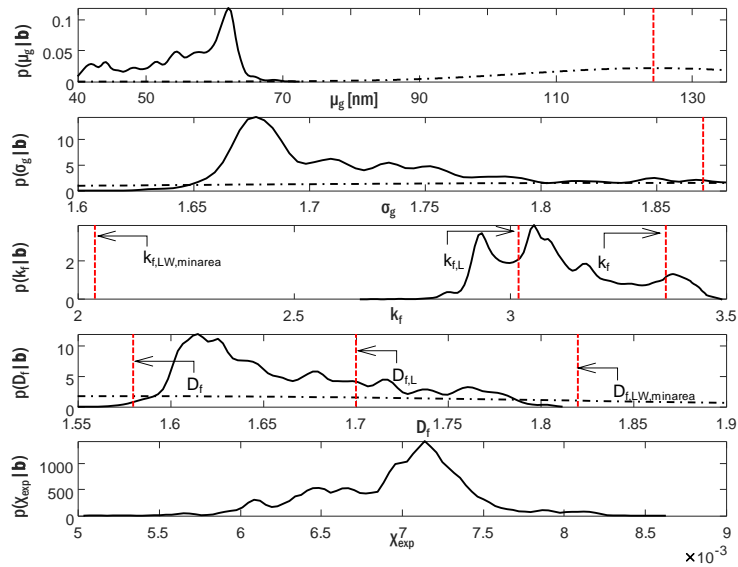 p(μg|b)
0.1
0.05
0
40 50 60 70 80 90 100 110 120 130
μg [nm]
p(σg|b)
10
5
0
1.6 1.65 1.7 1.75 1.8 1.85
σg
p(kf|b)
2
0
kf,LW,minarea
kf,L
kf
2 2.5 3 3.5
kf
p(Df|b)
10
5
0
Df
Df,L
Df,LW,minarea
1.55 1.6 1.65 1.7 1.75 1.8 1.85 1.9
Df
p(χexp|b)
1000
500
0
5 5.5 6 6.5 7 7.5 8 8.5 9
χexp
×10-3